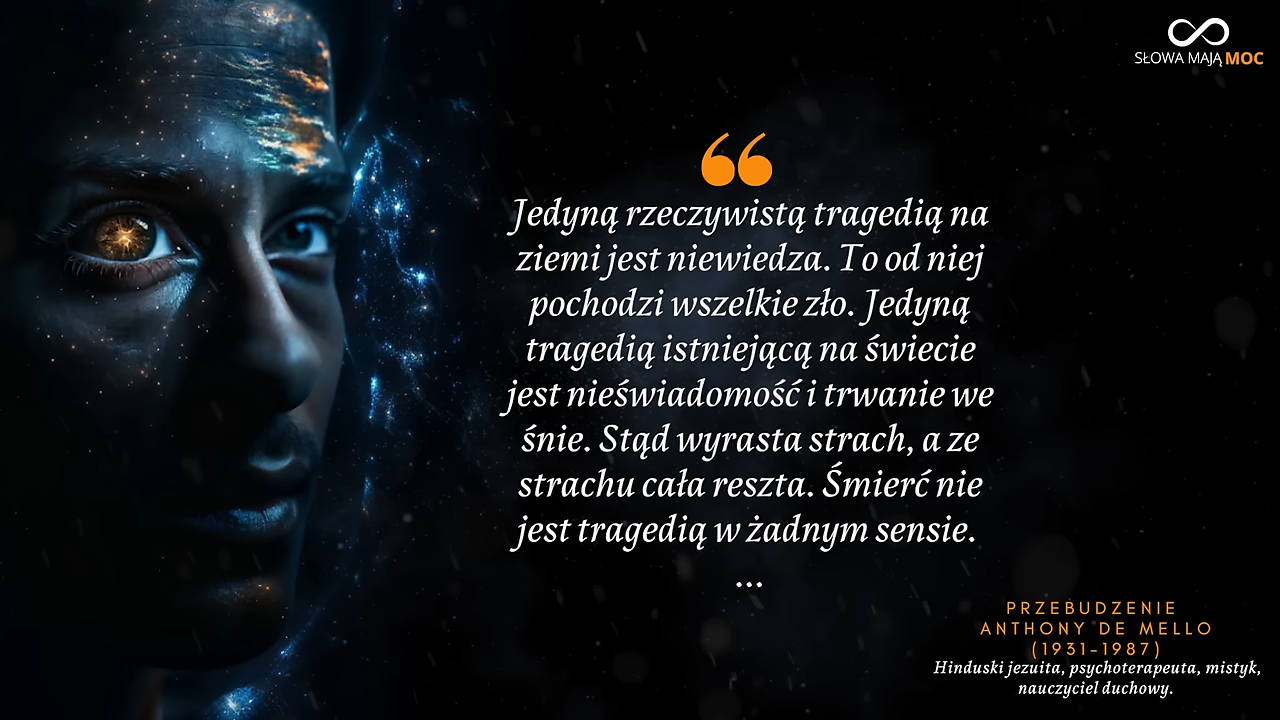 SŁOWA MAJĄ MOC
“
Jedyną rzeczywistą tragedią na
ziemi jest niewiedza. To od niej
pochodzi wszelkie zło. Jedyną
tragedią istniejącą na świecie
jest nieświadomość i trwanie we
śnie. Stąd wyrasta strach, a ze
strachu cała reszta. Śmierć nie
jest tragedią w żadnym sensie.
...
PRZEBUDZENIE
ANTHONY DE MELLO
(1931-1987)
Hinduski jezuita, psychoterapeuta, mistyk,
nauczyciel duchowy.